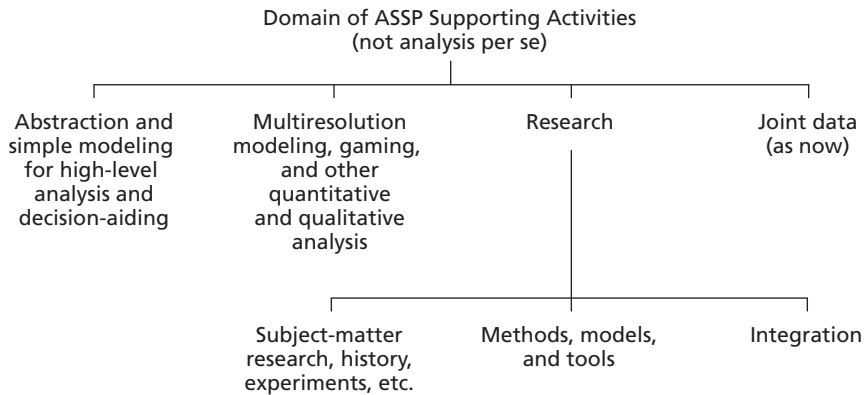 Domain of ASSP Supporting Activities
(not analysis per se)
Abstraction and
simple modeling
for high-level
analysis and
decision-aiding
Multiresolution
modeling, gaming,
and other
quantitative
and qualitative
analysis
Research
Joint data
(as now)
Subject-matter
research, history,
experiments, etc.
Methods, models,
and tools
Integration